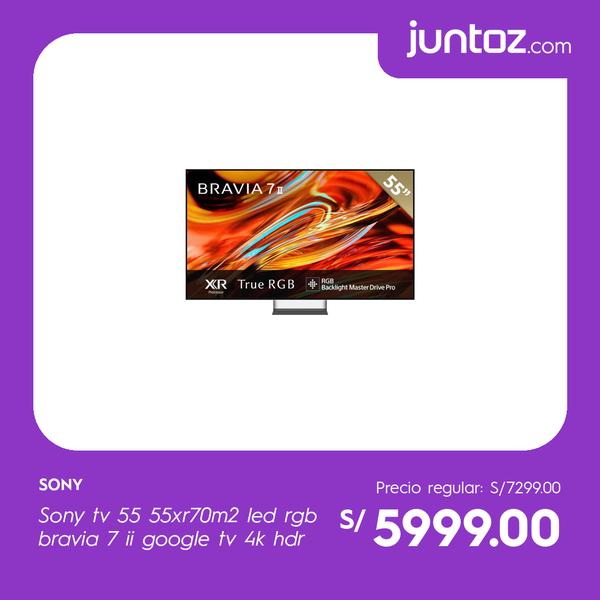 juntoz.com
BRAVIA 7 II
55"
XR Processor
True RGB
RGB
Backlight Master Drive Pro
SONY
Sony tv 55 55xr70m2 led rgb
bravia 7 ii google tv 4k hdr
Precio regular: S/7299.00
S/ 5999.00